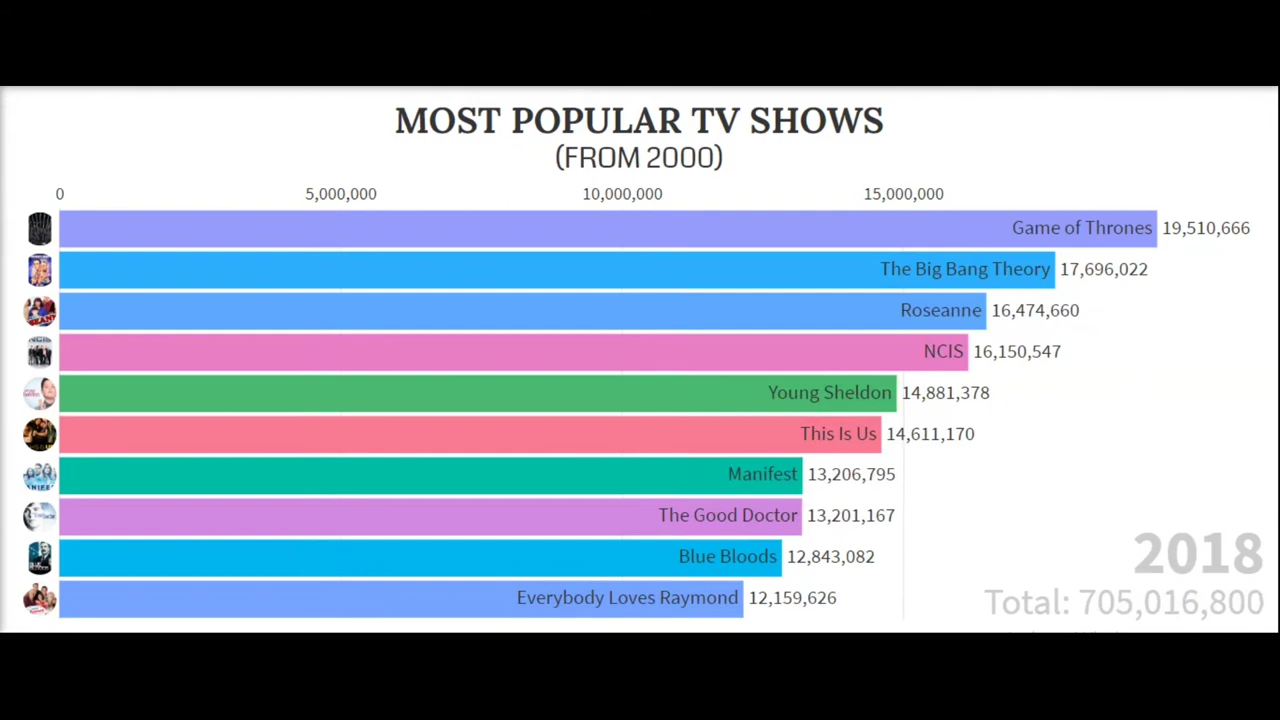 MOST POPULAR TV SHOWS
(FROM 2000)
0 5,000,000 10,000,000 15,000,000
Game of Thrones 19,510,666
The Big Bang Theory 17,696,022
Roseanne 16,474,660
NCIS 16,150,547
Young Sheldon 14,881,378
This Is Us 14,611,170
Manifest 13,206,795
The Good Doctor 13,201,167
Blue Bloods 12,843,082
Everybody Loves Raymond 12,159,626
2018
Total: 705,016,800